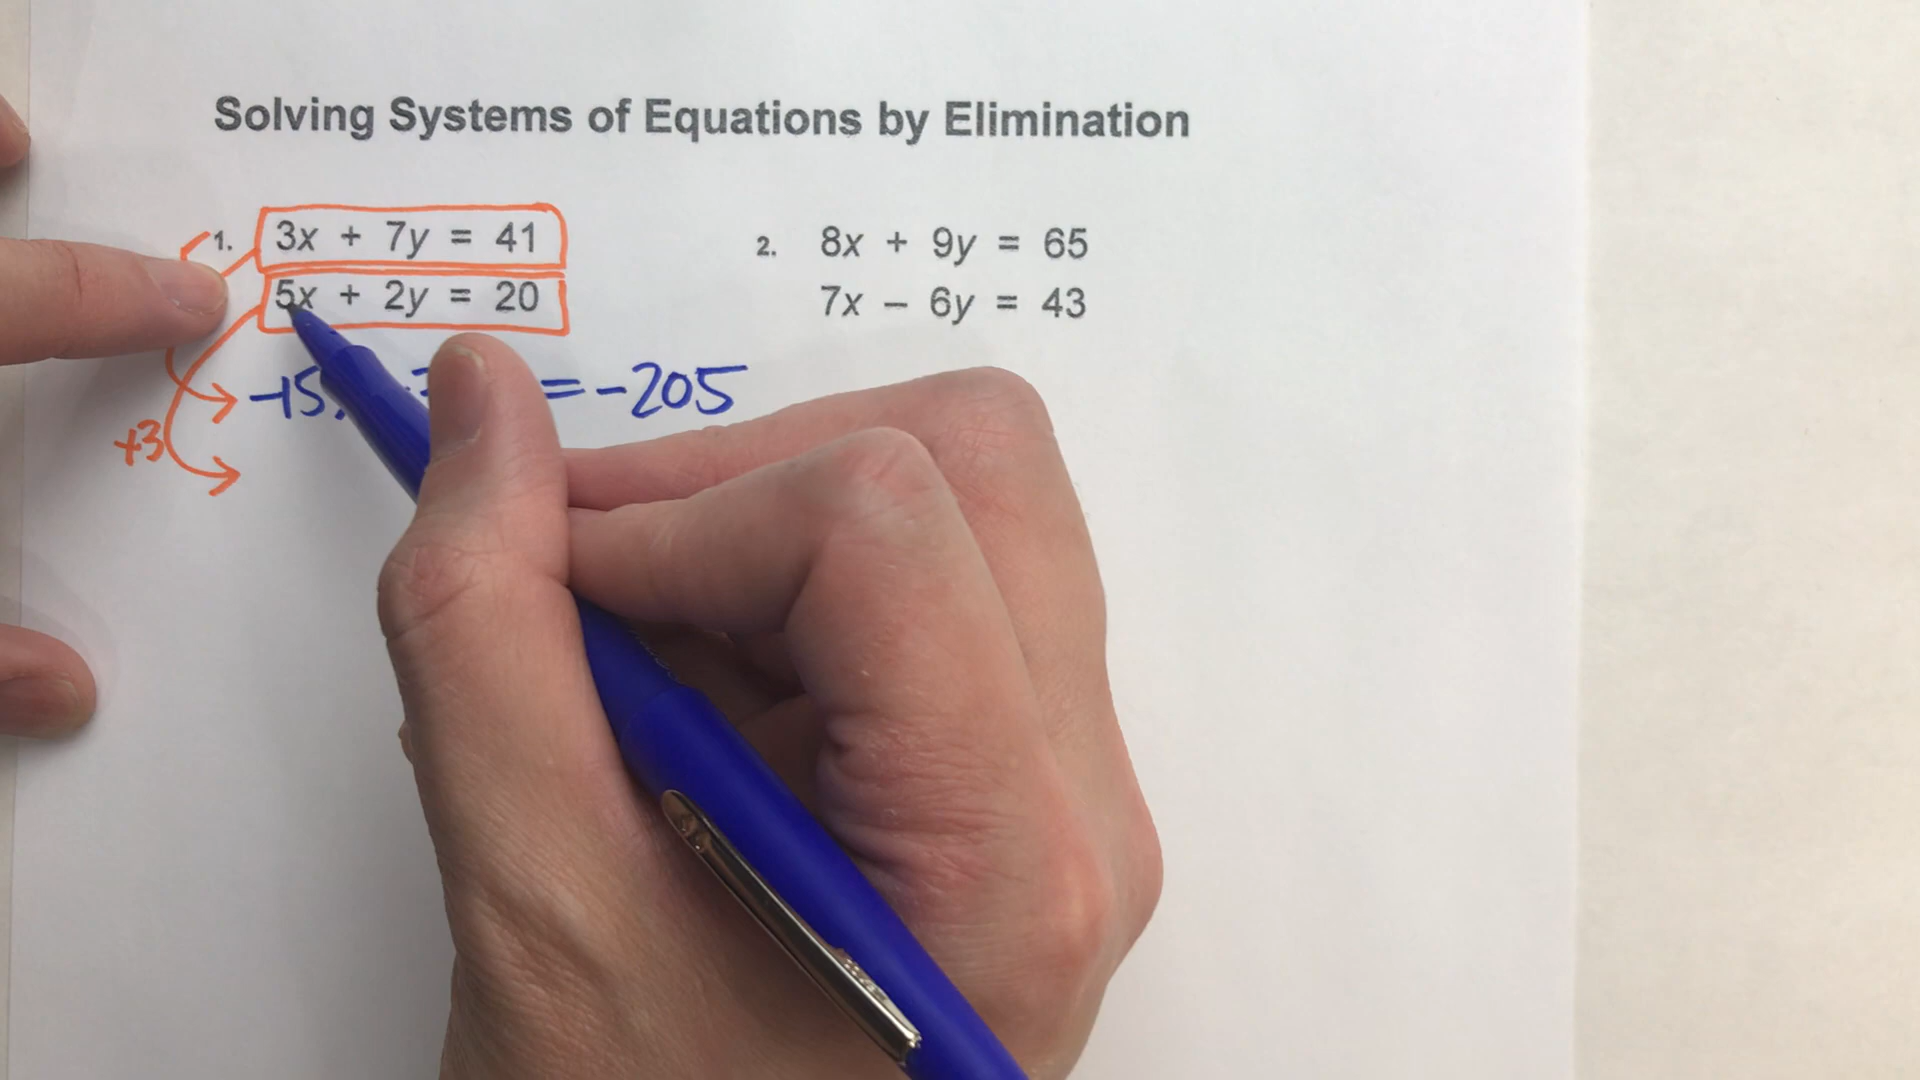 Solving Systems of Equations by Elimination
1. 3x + 7y = 41
5x + 2y = 20
2. 8x + 9y = 65
7x – 6y = 43
-15 = -205
+3